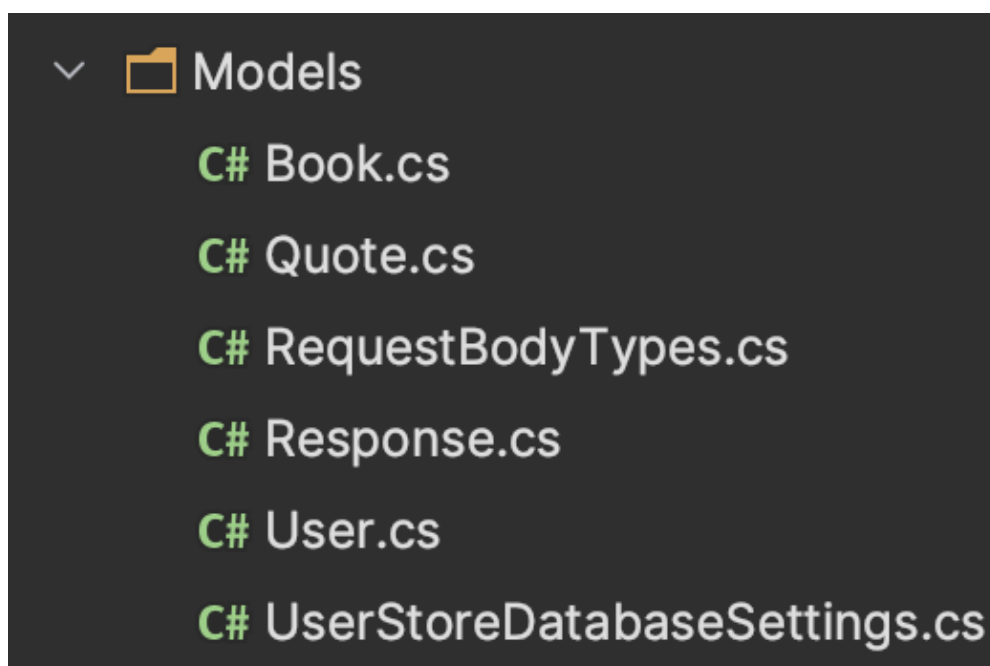 Models
C# Book.cs
C# Quote.cs
C# RequestBodyTypes.cs
C# Response.cs
C# User.cs
C# UserStoreDatabaseSettings.cs